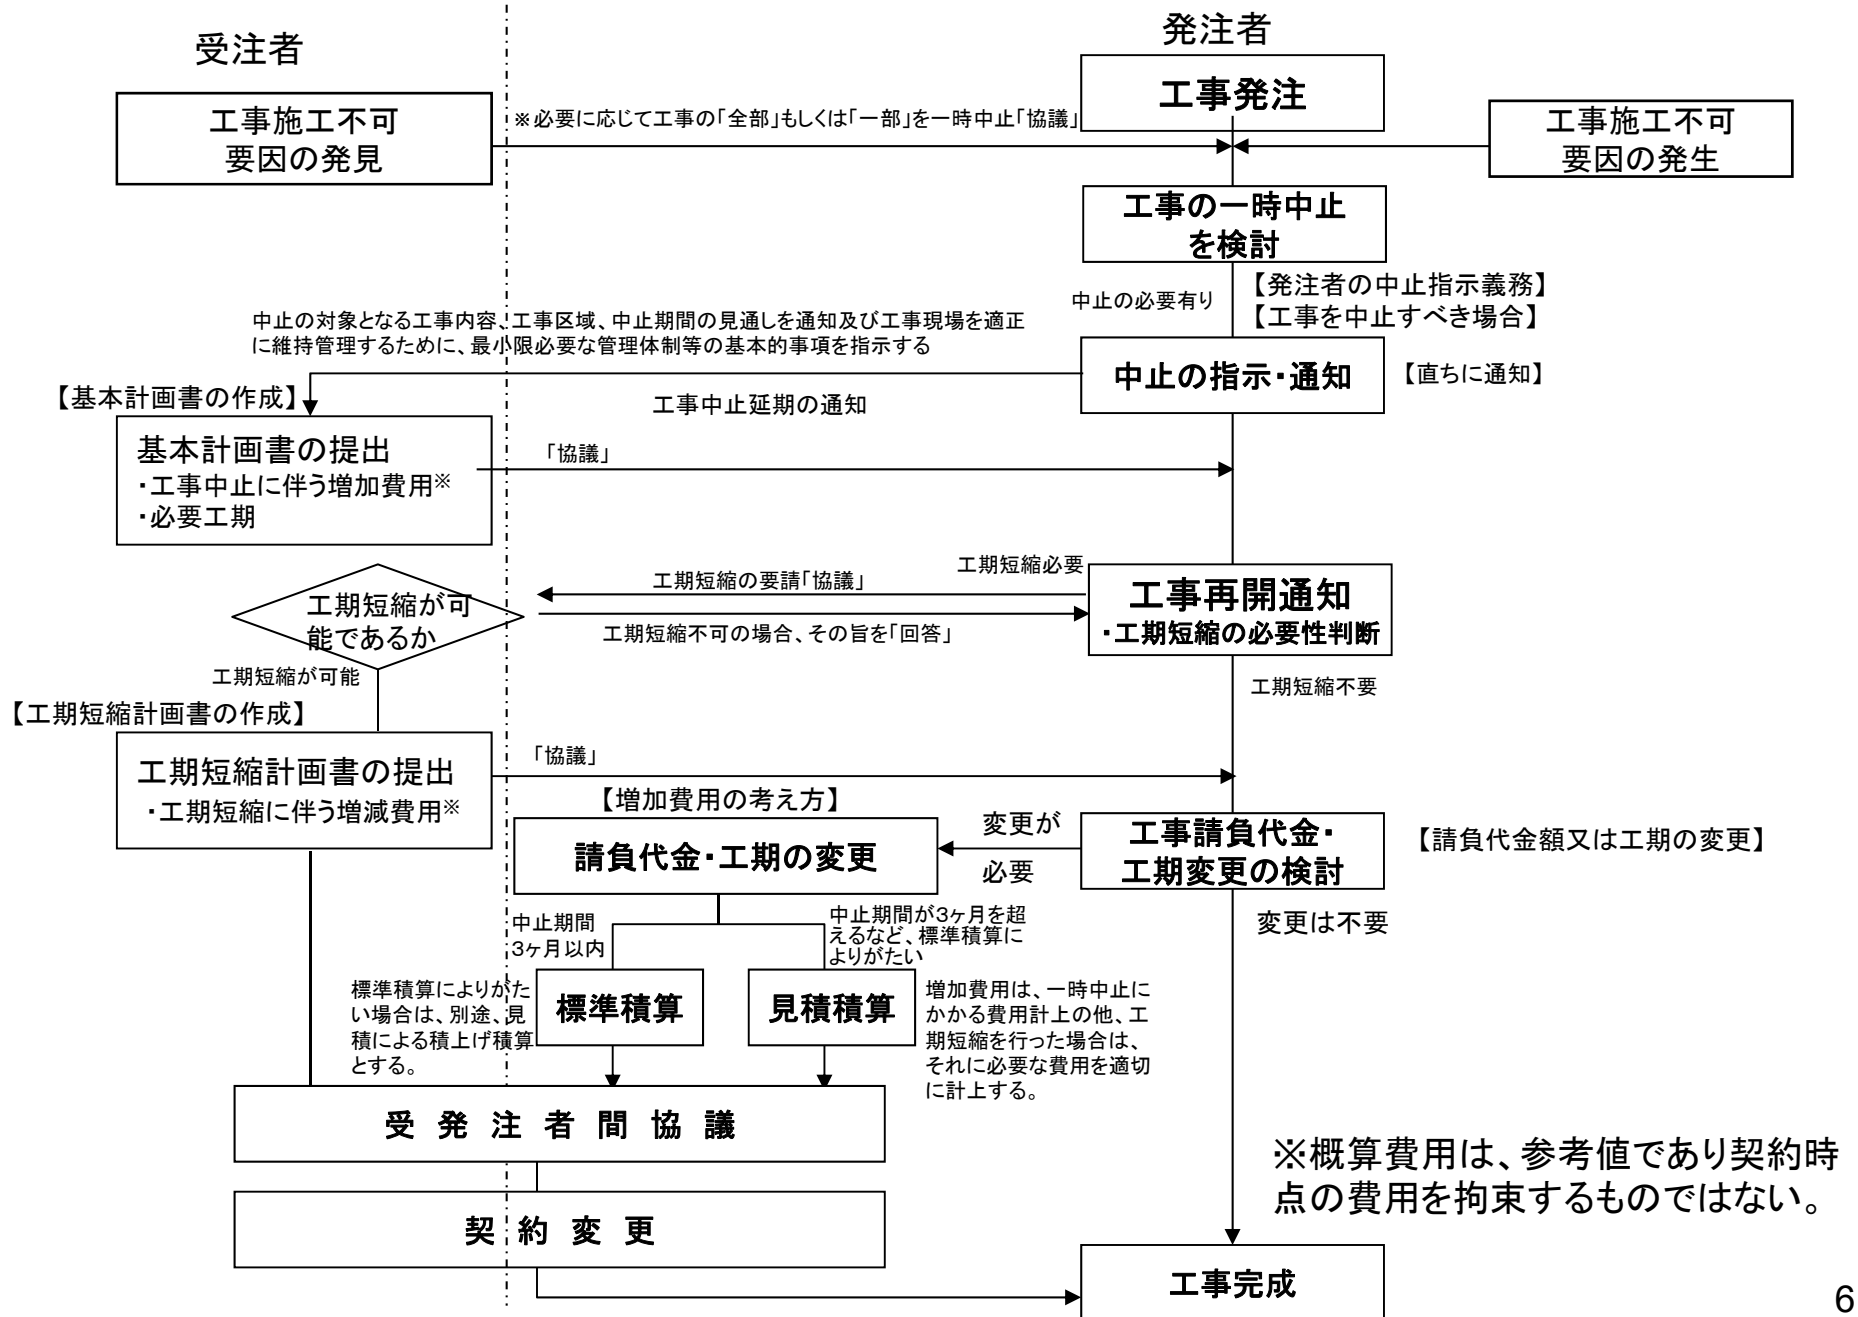 受注者
発注者
工事発注
工事施工不可
要因の発見
※必要に応じて工事の「全部」もしくは「一部」を一時中止「協議」
工事施工不可
要因の発生
工事の一時中止
を検討
中止の必要有り
【発注者の中止指示義務】
【工事を中止すべき場合】
中止の対象となる工事内容、工事区域、中止期間の見通しを通知及び工事現場を適正
に維持管理するために、最小限必要な管理体制等の基本的事項を指示する
中止の指示・通知
【直ちに通知】
【基本計画書の作成】
工事中止延期の通知
基本計画書の提出
・工事中止に伴う増加費用※
・必要工期
「協議」
工期短縮必要
工期短縮の要請「協議」
工事再開通知
・工期短縮の必要性判断
工期短縮が可
能であるか
工期短縮不可の場合、その旨を「回答」
工期短縮が可能
工期短縮不要
【工期短縮計画書の作成】
工期短縮計画書の提出
・工期短縮に伴う増減費用※
「協議」
【増加費用の考え方】
請負代金・工期の変更
変更が
必要
工事請負代金・
工期変更の検討
【請負代金額又は工期の変更】
中止期間
3ヶ月以内
中止期間が3ヶ月を超
えるなど、標準積算に
よりがたい
変更は不要
標準積算によりがた
い場合は、別途、見
積による積上げ積算
とする。
標準積算
見積積算
増加費用は、一時中止に
かかる費用計上の他、工
期短縮を行った場合は、
それに必要な費用を適切
に計上する。
受発注者間協議
※概算費用は、参考値であり契約時
点の費用を拘束するものではない。
契約変更
工事完成
6